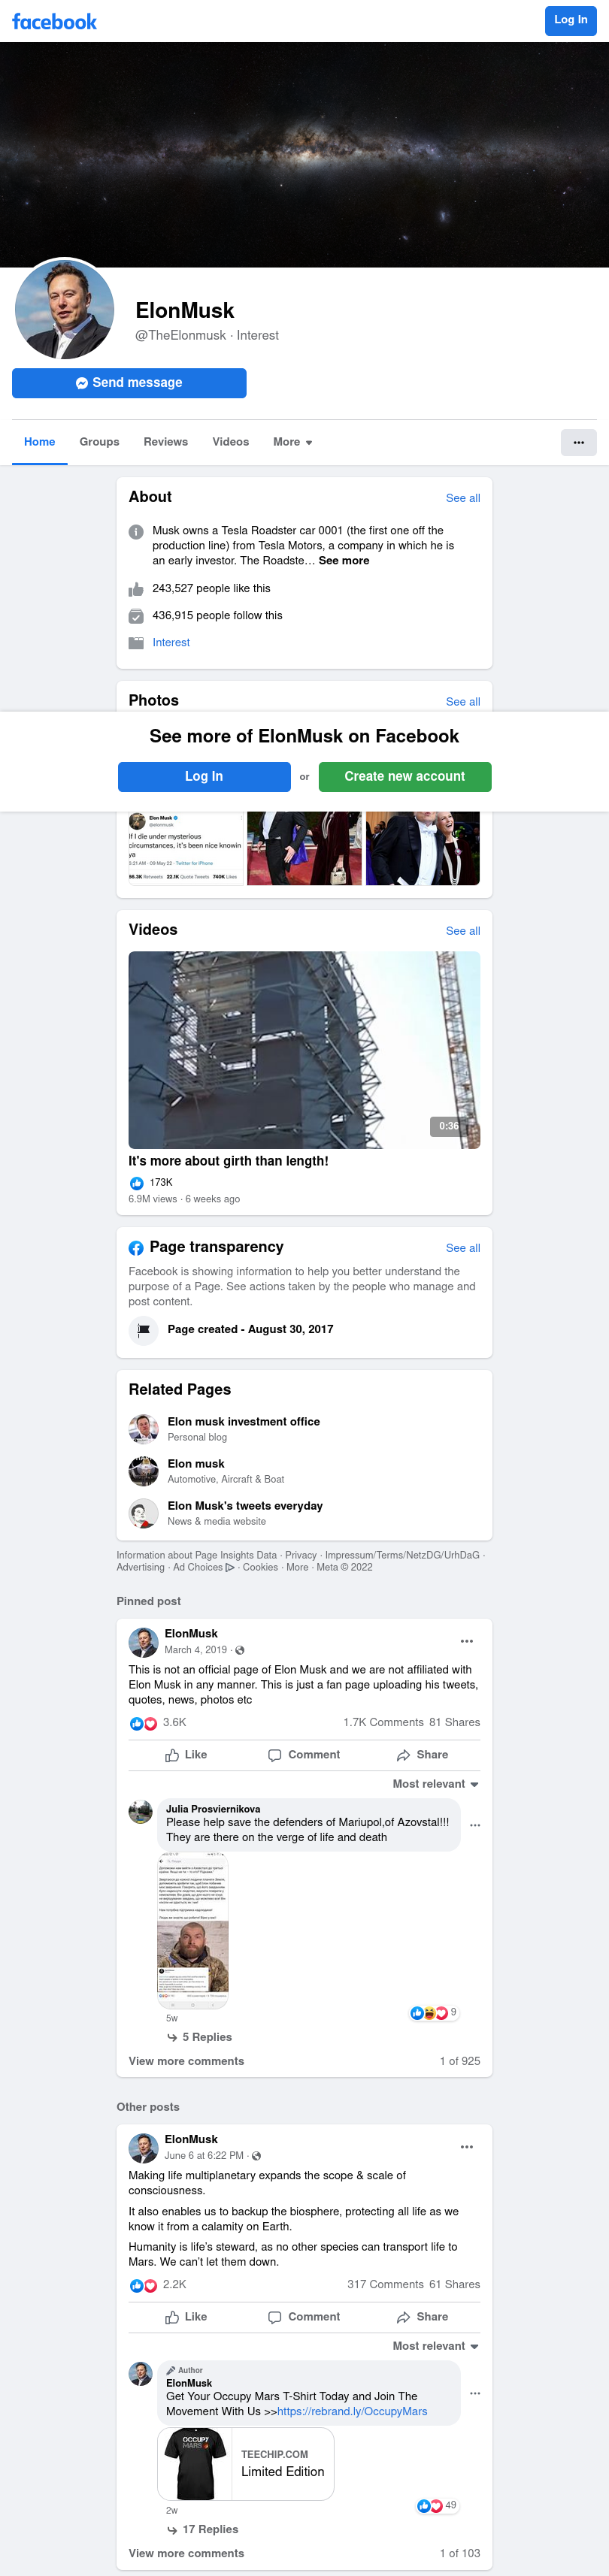 facebook
Log In
ElonMusk
@TheElonmusk · Interest
Send message
Home
Groups
Reviews
Videos
More
About
See all
Musk owns a Tesla Roadster car 0001 (the first one off the
production line) from Tesla Motors, a company in which he is
an early investor. The Roadste… See more
243,527 people like this
436,915 people follow this
Interest
Photos
See all
See more of ElonMusk on Facebook
Log In
or
Create new account
Elon Musk
@elonmusk
If I die under mysterious
circumstances, it's been nice knowin
ya
Twitter for iPhone
Retweets 22.1K Quote Tweets 740K Likes
Videos
See all
0:36
It's more about girth than length!
173K
6.9M views · 6 weeks ago
Page transparency
See all
Facebook is showing information to help you better understand the
purpose of a Page. See actions taken by the people who manage and
post content.
Page created - August 30, 2017
Related Pages
Elon musk investment office
Personal blog
Elon musk
Automotive, Aircraft & Boat
Elon Musk's tweets everyday
News & media website
Information about Page Insights Data · Privacy · Impressum/Terms/NetzDG/UrhDaG ·
Advertising · Ad Choices · Cookies · More · Meta © 2022
Pinned post
ElonMusk
March 4, 2019 ·
This is not an official page of Elon Musk and we are not affiliated with
Elon Musk in any manner. This is just a fan page uploading his tweets,
quotes, news, photos etc
3.6K
1.7K Comments 81 Shares
Like
Comment
Share
Most relevant
Julia Prosviernikova
Please help save the defenders of Mariupol,of Azovstal!!!
They are there on the verge of life and death
5w
9
5 Replies
View more comments
1 of 925
Other posts
ElonMusk
June 6 at 6:22 PM ·
Making life multiplanetary expands the scope & scale of
consciousness.
It also enables us to backup the biosphere, protecting all life as we
know it from a calamity on Earth.
Humanity is life's steward, as no other species can transport life to
Mars. We can't let them down.
2.2K
317 Comments 61 Shares
Like
Comment
Share
Most relevant
Author
ElonMusk
Get Your Occupy Mars T-Shirt Today and Join The
Movement With Us >>https://rebrand.ly/OccupyMars
OCCUPY
MARS
TEECHIP.COM
Limited Edition
2w
49
17 Replies
View more comments
1 of 103